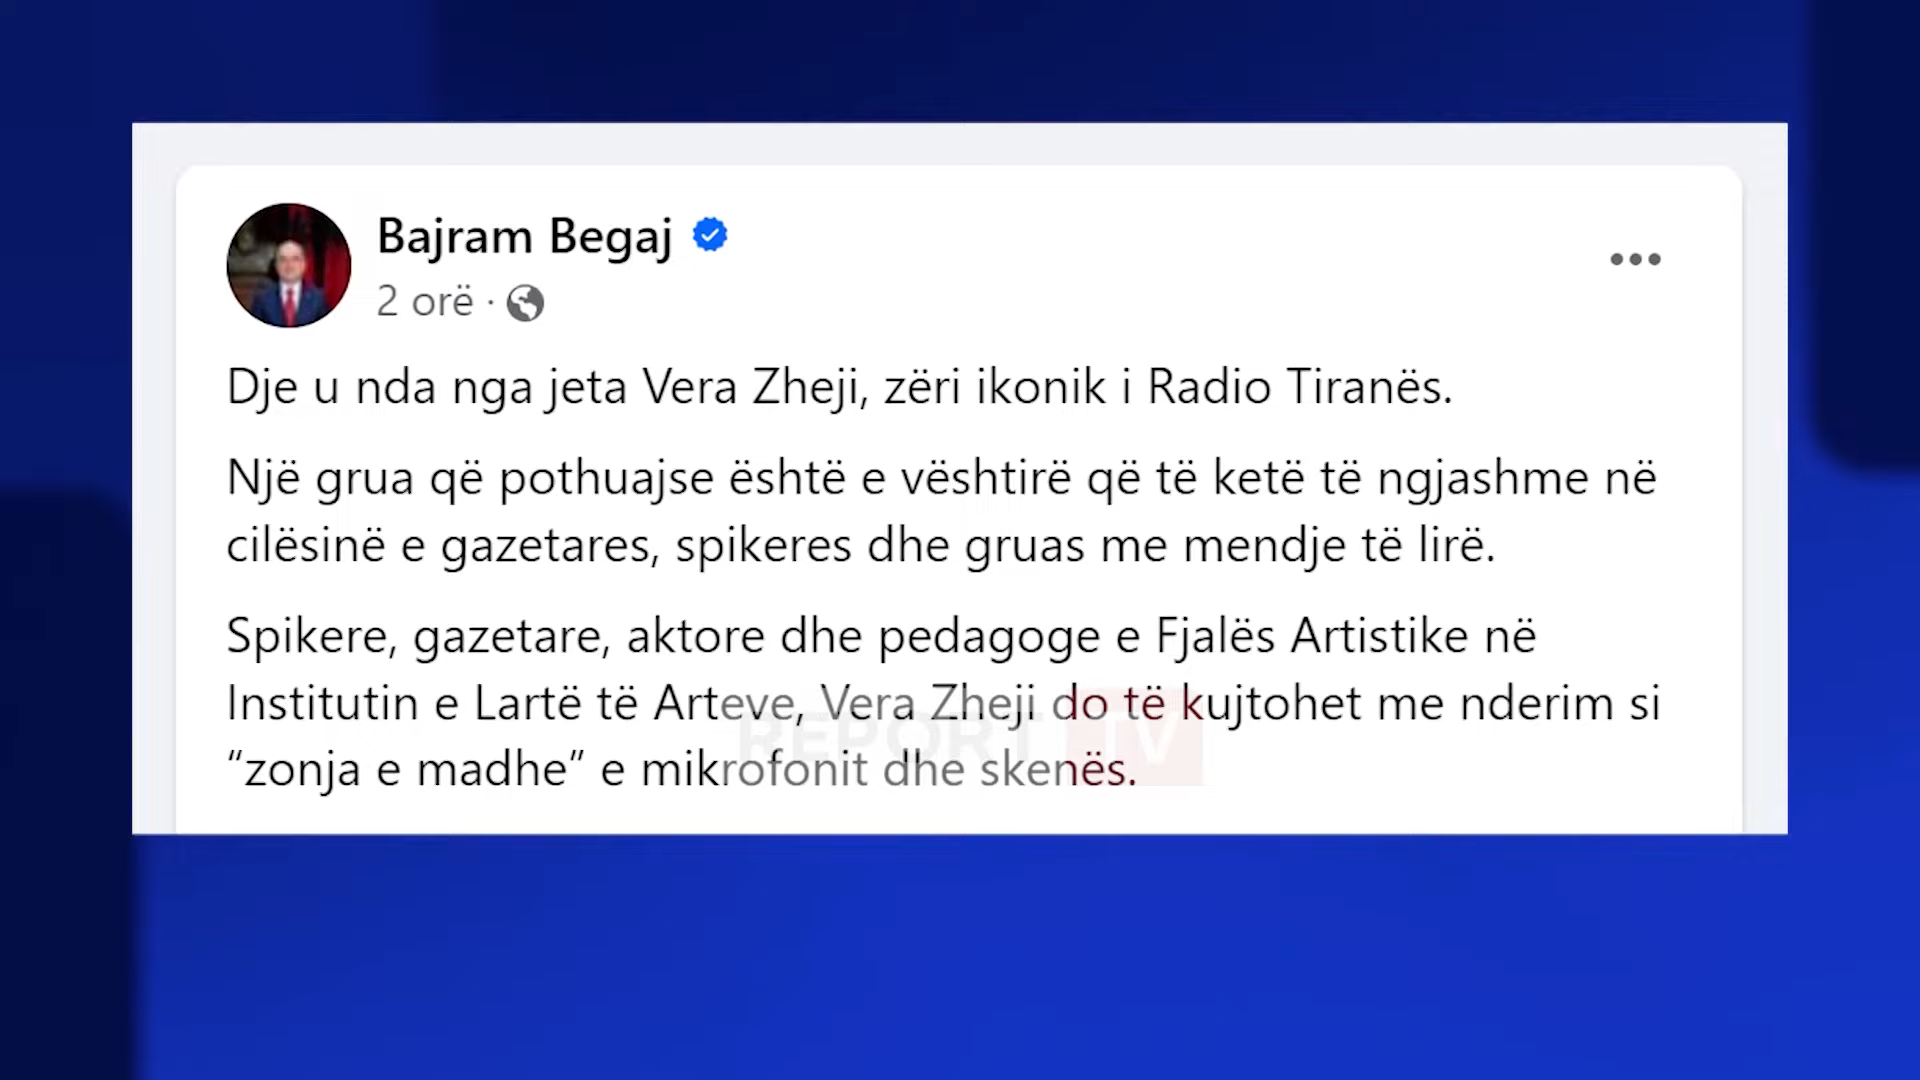 Bajram Begaj
2 orë ·
Dje u nda nga jeta Vera Zheji, zëri ikonik i Radio Tiranës.
Një grua që pothuajse është e vështirë që të ketë të ngjashme në
cilësinë e gazetares, spikeres dhe gruas me mendje të lirë.
Spikere, gazetare, aktore dhe pedagoge e Fjalës Artistike në
Institutin e Lartë të Arteve, Vera Zheji do të kujtohet me nderim si
“zonja e madhe” e mikrofonit dhe skenës.
REPORT TV